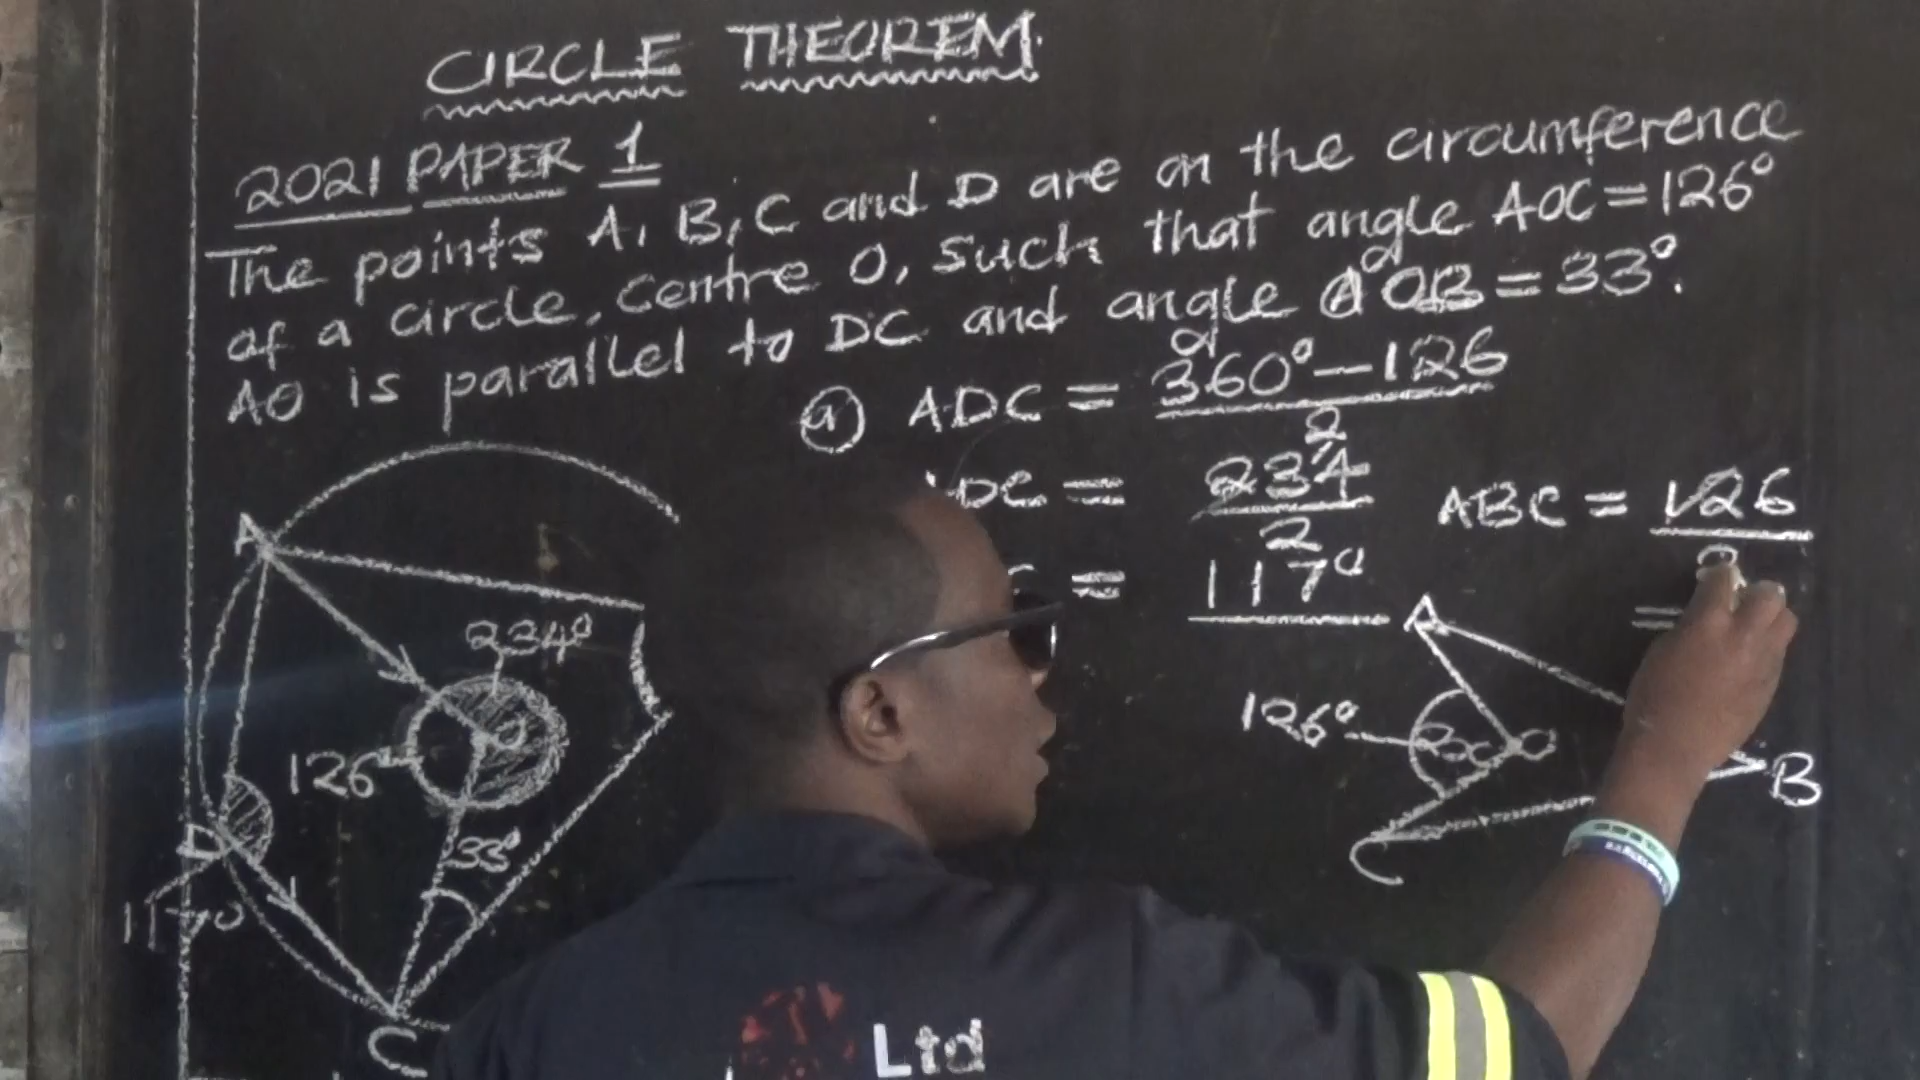 CIRCLE THEOREM
2021 PAPER 1
The points A, B, C and D are on the circumference
of a circle, centre O, such that angle AOC = 126°
AO is parallel to DC and angle OB = 33°.
a) ADC = 360° - 126
2
DC = 234
2
= 117°
ABC = 126
2
=
A
234°
O
126°
33°
D
117°
C
A
126°
O
B
C
Ltd